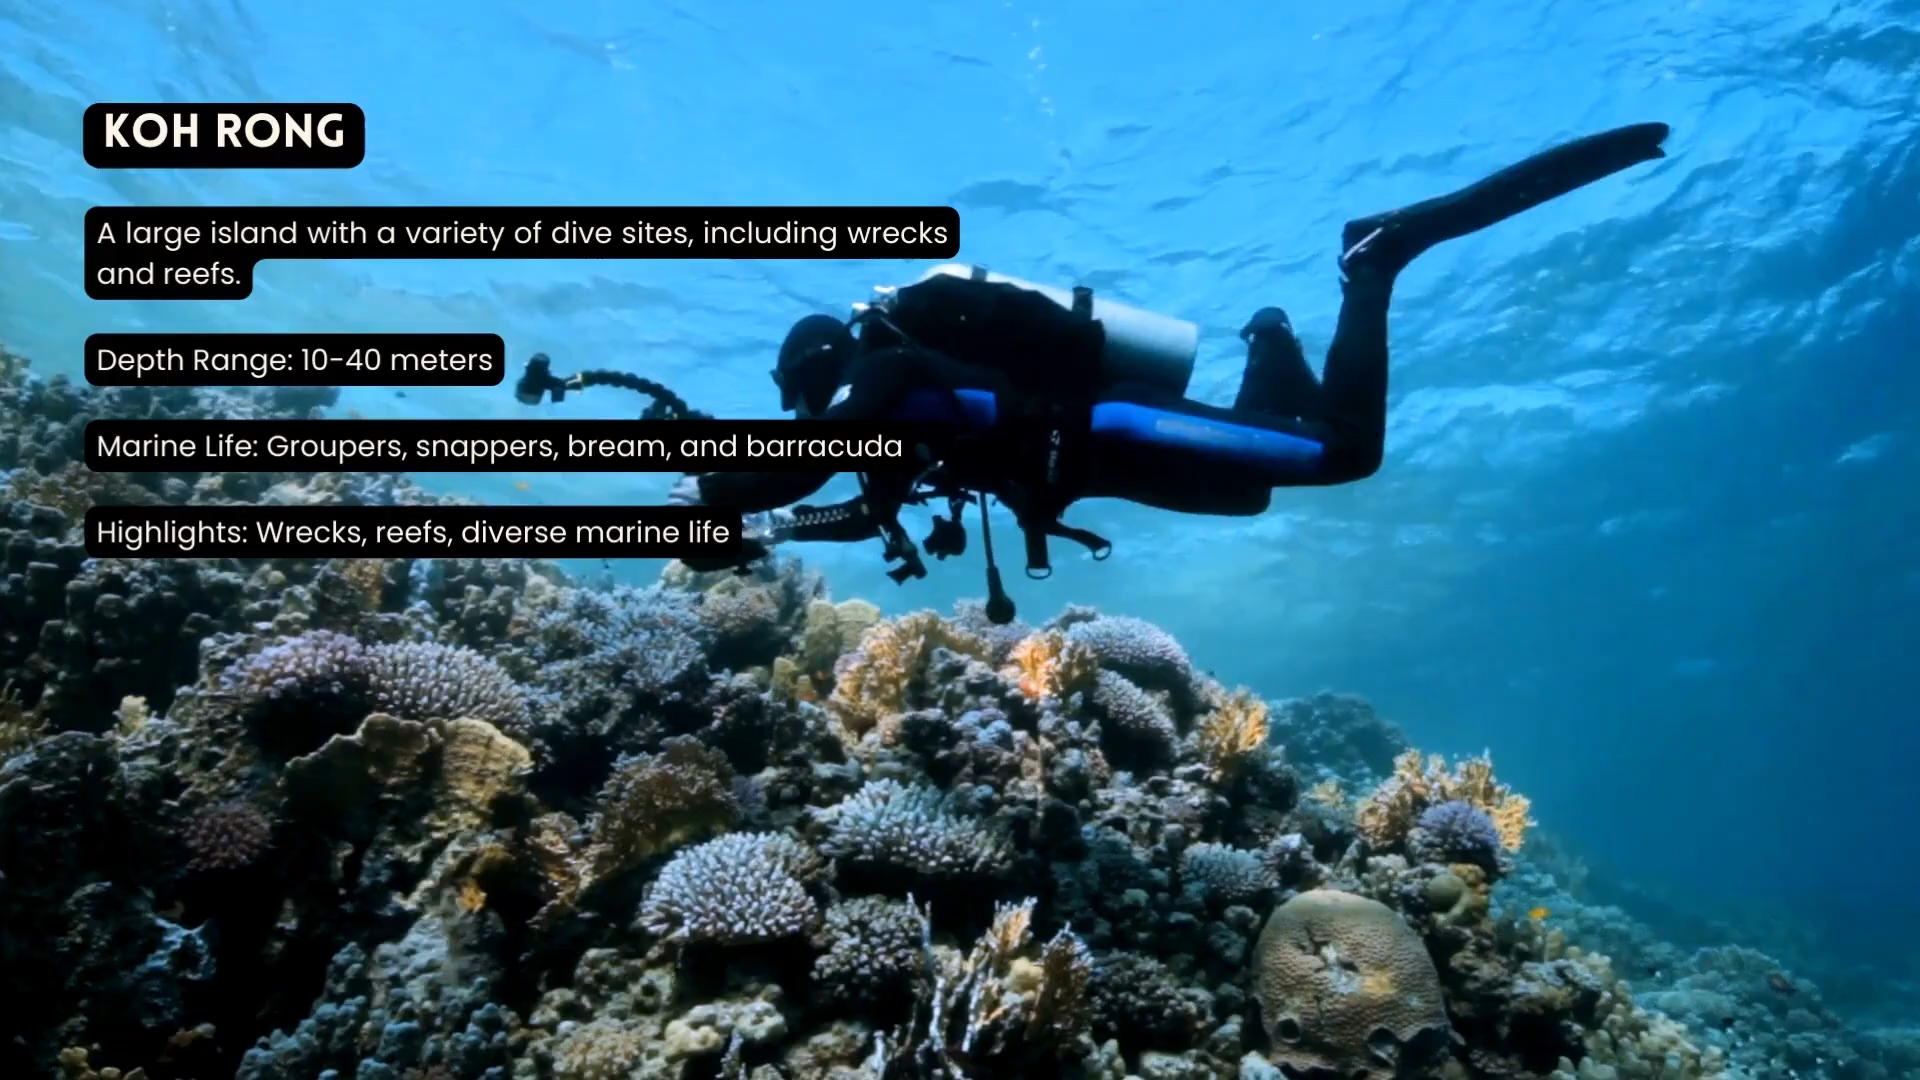 KOH RONG
A large island with a variety of dive sites, including wrecks
and reefs.
Depth Range: 10-40 meters
Marine Life: Groupers, snappers, bream, and barracuda
Highlights: Wrecks, reefs, diverse marine life